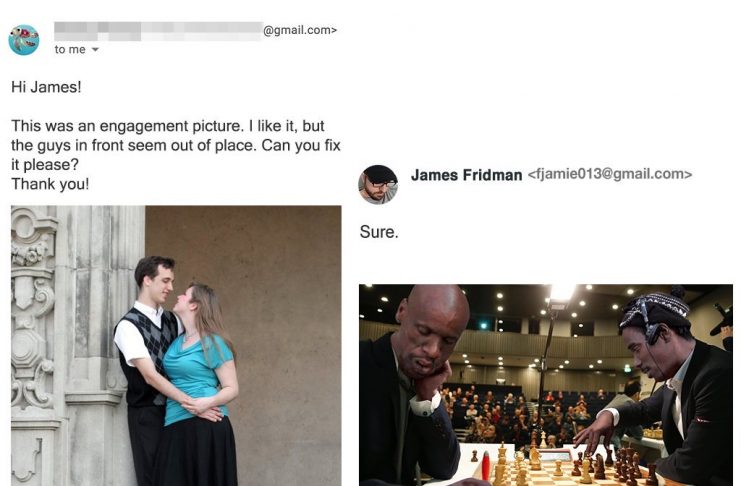 @gmail.com>
to me
Hi James!
This was an engagement picture. I like it, but
the guys in front seem out of place. Can you fix
it please?
Thank you!
James Fridman <fjamie013@gmail.com>
Sure.